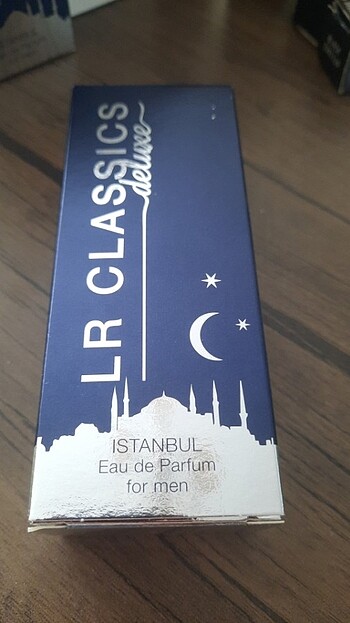 LR CLASSICS
deluxe
ISTANBUL
Eau de Parfum
for men